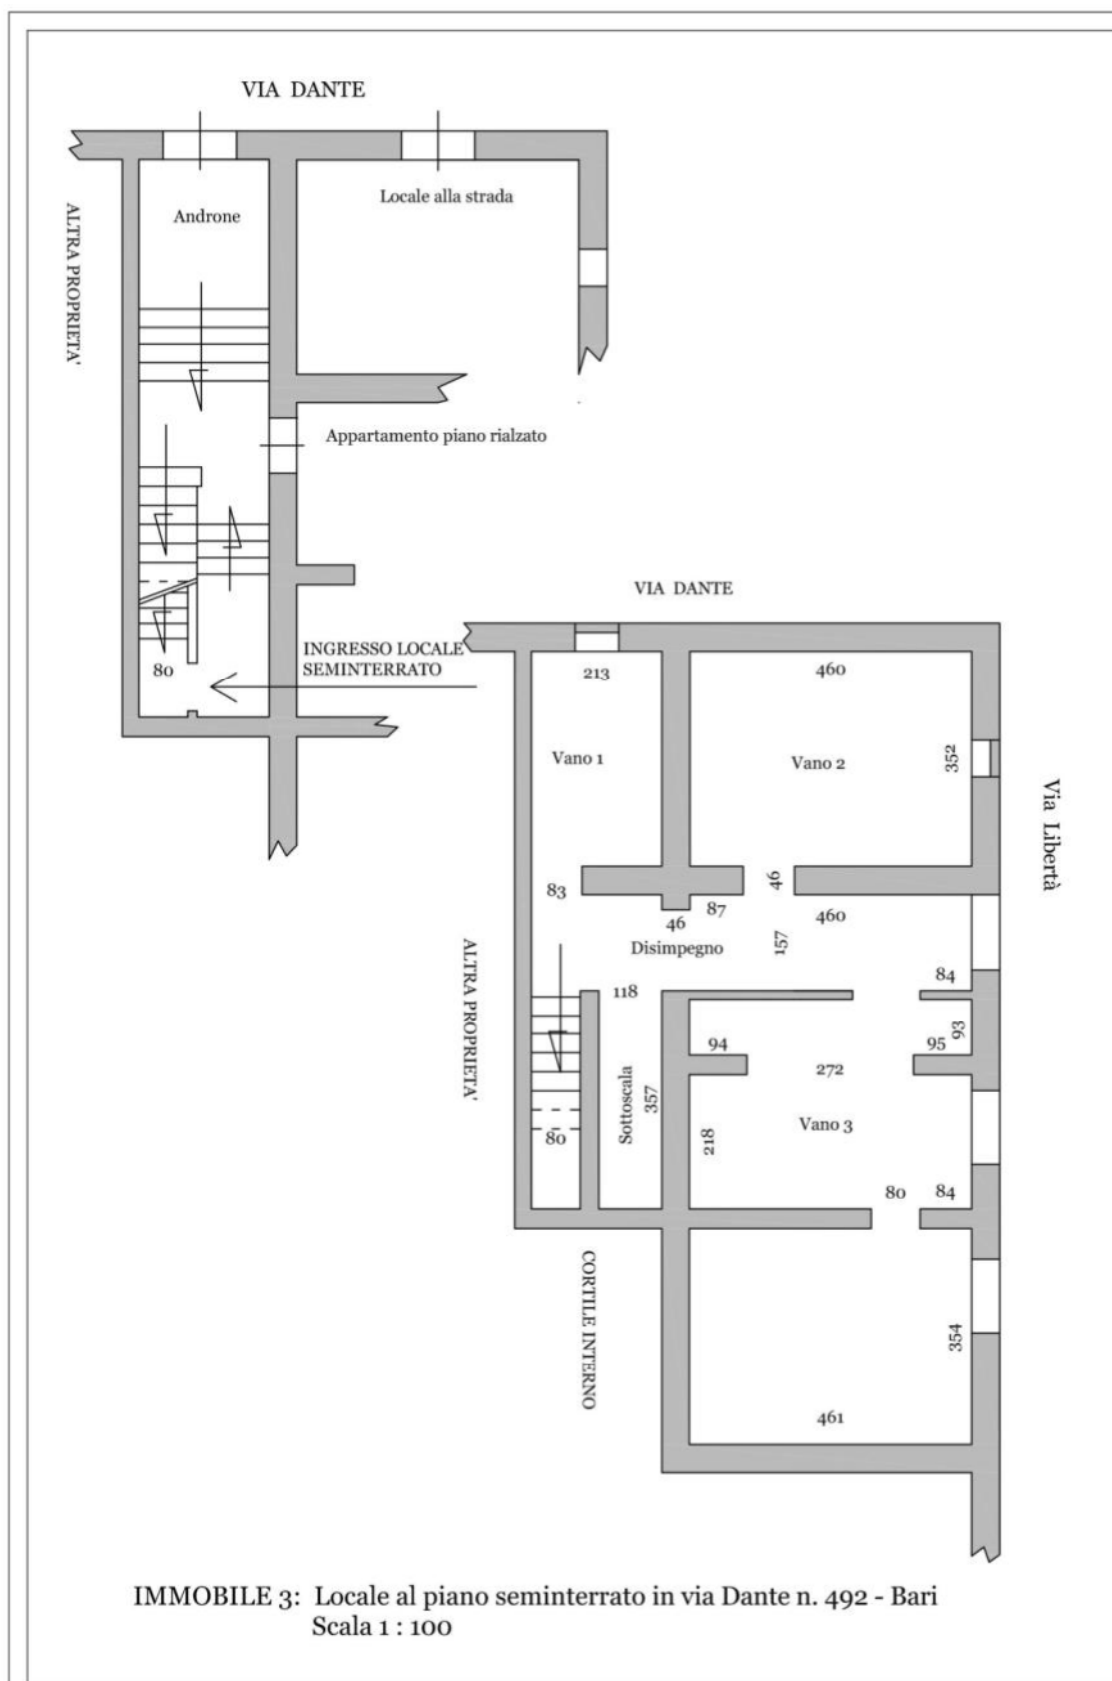 VIA DANTE
Locale alla strada
Androne
ALTRA PROPRIETA'
Appartamento piano rialzato
VIA DANTE
INGRESSO LOCALE
SEMINTERRATO
80
213
460
Vano 1
Vano 2
352
Via Libertà
83
46
87
46
460
ALTRA PROPRIETA'
Disimpegno
157
84
118
93
94
95
272
Sottoscala
357
Vano 3
218
80
80
84
CORTILE INTERNO
354
461
IMMOBILE 3: Locale al piano seminterrato in via Dante n. 492 - Bari
Scala 1 : 100